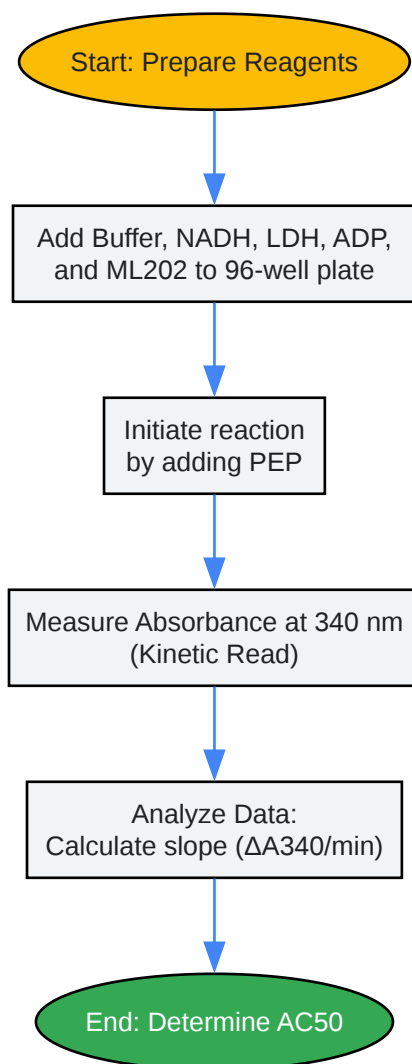 Start: Prepare Reagents
Add Buffer, NADH, LDH, ADP,
and ML202 to 96-well plate
Initiate reaction
by adding PEP
Measure Absorbance at 340 nm
(Kinetic Read)
Analyze Data:
Calculate slope (ΔA340/min)
End: Determine AC50